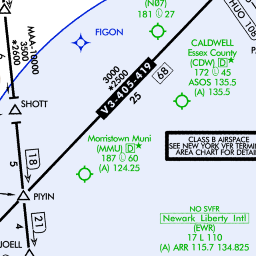 (N07)
181 ☆ 27
FIGON
MAA-18000
3500
*2600
3000
*2500
V3-405-419
25
68
CALDWELL
Essex County
(CDW) D★
172 ☆ 45
ASOS 135.5
(A) 135.5
108
SHOTT
5
18
Morristown Muni
(MMU) D★
187 ☆ 60
(A) 124.25
CLASS B AIRSPACE
SEE NEW YORK VFR TERMI
AREA CHART FOR DETAI
PIYIN
4
21
JOELL
NO SVFR
Newark Liberty Intl
(EWR)
17 L 110
(A) ARR 115.7 134.825